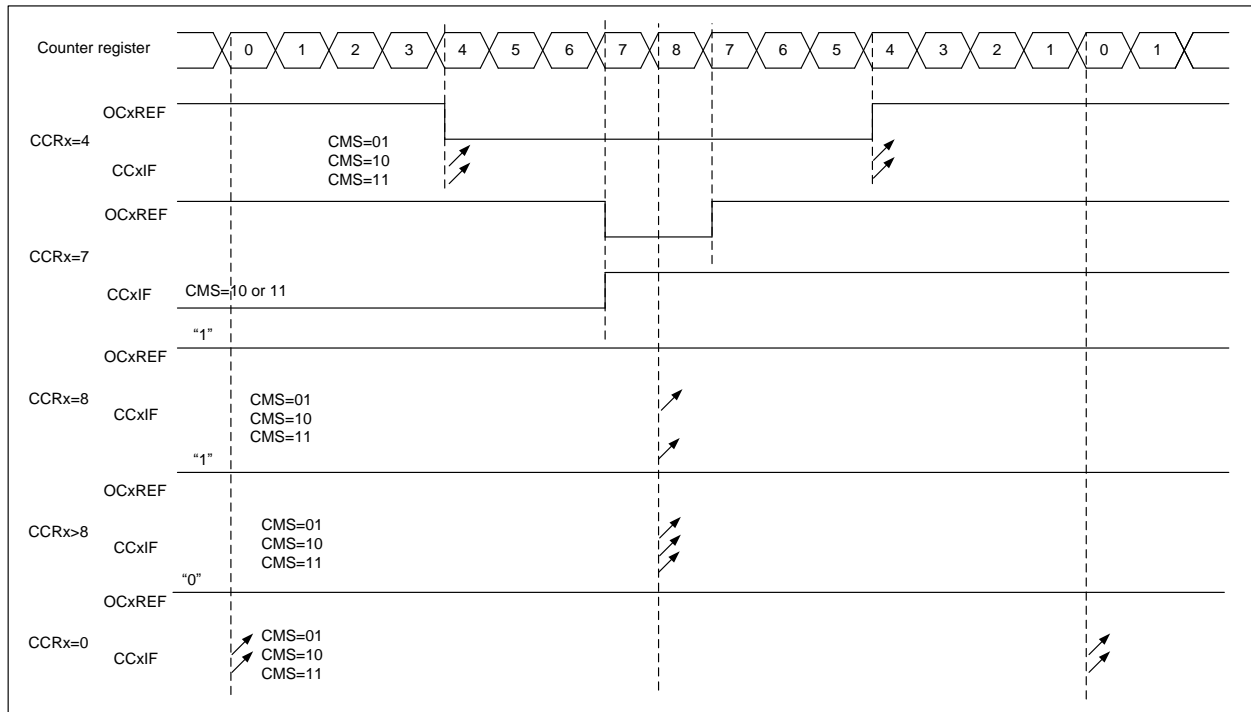 Counter register 0 1 2 3 4 5 6 7 8 7 6 5 4 3 2 1 0 1
OCxREF
CCRx=4
CMS=01
CMS=10
CMS=11
CCxIF
OCxREF
CCRx=7
CCxIF
CMS=10 or 11
“1”
OCxREF
CCRx=8
CCxIF
CMS=01
CMS=10
CMS=11
“1”
OCxREF
CCRx>8
CCxIF
CMS=01
CMS=10
CMS=11
“0”
OCxREF
CCRx=0
CCxIF
CMS=01
CMS=10
CMS=11